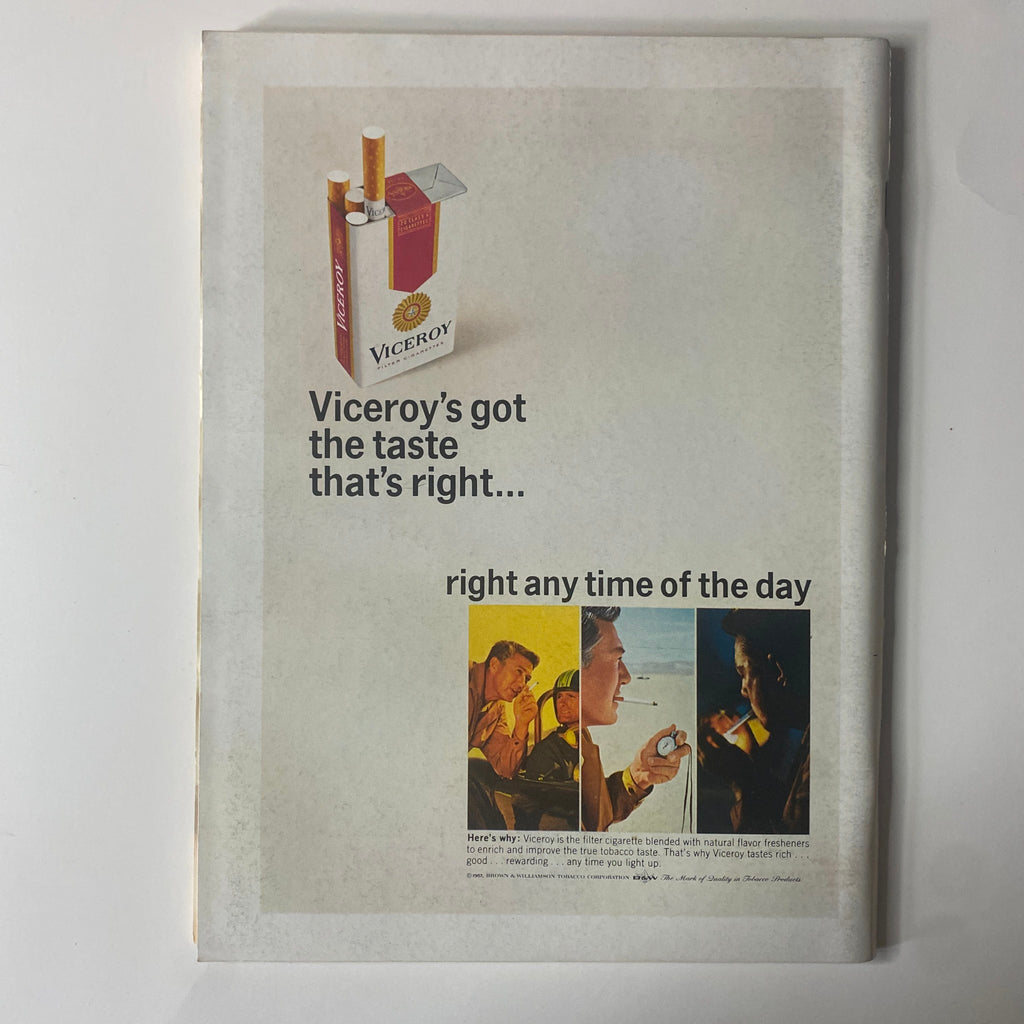 VICEROY
VICEROY
FILTER CIGARETTES
Viceroy's got
the taste
that's right...
right any time of the day
Here's why: Viceroy is the filter cigarette blended with natural flavor fresheners
to enrich and improve the true tobacco taste. That's why Viceroy tastes rich . . .
good . . . rewarding . . . any time you light up.
BROWN & WILLIAMSON TOBACCO CORPORATION B&W The Mark of Quality in Tobacco Products